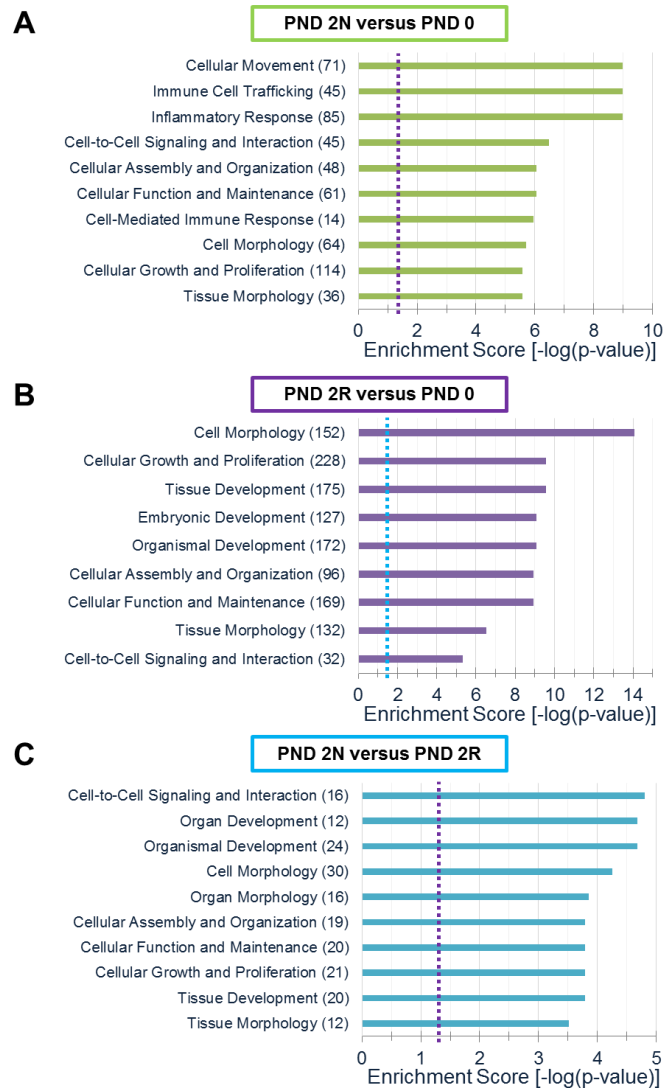 A
PND 2N versus PND 0
Cellular Movement (71)
Immune Cell Trafficking (45)
Inflammatory Response (85)
Cell-to-Cell Signaling and Interaction (45)
Cellular Assembly and Organization (48)
Cellular Function and Maintenance (61)
Cell-Mediated Immune Response (14)
Cell Morphology (64)
Cellular Growth and Proliferation (114)
Tissue Morphology (36)
0 2 4 6 8 10
Enrichment Score [-log(p-value)]
B
PND 2R versus PND 0
Cell Morphology (152)
Cellular Growth and Proliferation (228)
Tissue Development (175)
Embryonic Development (127)
Organismal Development (172)
Cellular Assembly and Organization (96)
Cellular Function and Maintenance (169)
Tissue Morphology (132)
Cell-to-Cell Signaling and Interaction (32)
0 2 4 6 8 10 12 14
Enrichment Score [-log(p-value)]
C
PND 2N versus PND 2R
Cell-to-Cell Signaling and Interaction (16)
Organ Development (12)
Organismal Development (24)
Cell Morphology (30)
Organ Morphology (16)
Cellular Assembly and Organization (19)
Cellular Function and Maintenance (20)
Cellular Growth and Proliferation (21)
Tissue Development (20)
Tissue Morphology (12)
0 1 2 3 4 5
Enrichment Score [-log(p-value)]